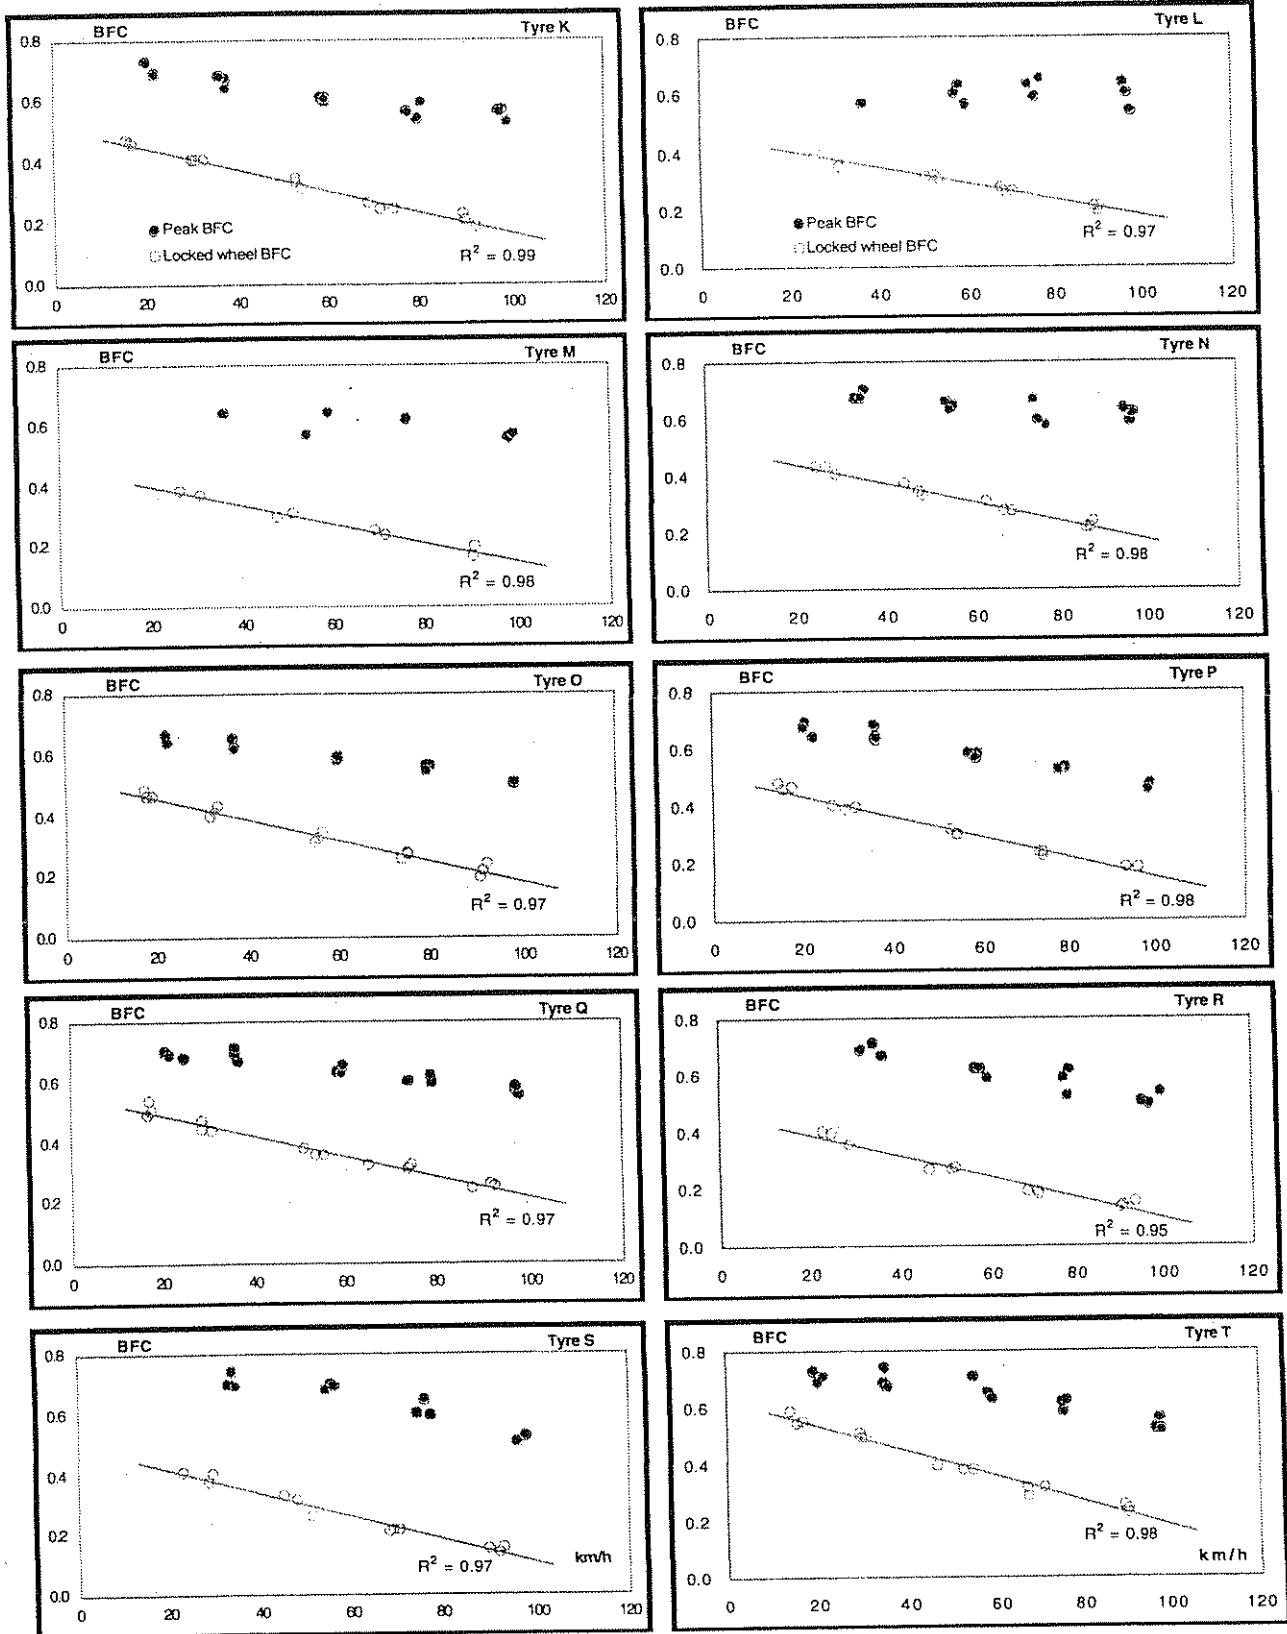 BFC Tyre K
0.8
0.6
0.4
0.2
Peak BFC
Locked wheel BFC
R² = 0.99
0.0
0 20 40 60 80 100 120
BFC Tyre L
0.8
0.6
0.4
0.2
Peak BFC
Locked wheel BFC
R² = 0.97
0.0
0 20 40 60 80 100 120
BFC Tyre M
0.8
0.6
0.4
0.2
R² = 0.98
0.0
0 20 40 60 80 100 120
BFC Tyre N
0.8
0.6
0.4
0.2
R² = 0.98
0.0
0 20 40 60 80 100 120
BFC Tyre O
0.8
0.6
0.4
0.2
R² = 0.97
0.0
0 20 40 60 80 100 120
BFC Tyre P
0.8
0.6
0.4
0.2
R² = 0.98
0.0
0 20 40 60 80 100 120
BFC Tyre Q
0.8
0.6
0.4
0.2
R² = 0.97
0.0
0 20 40 60 80 100 120
BFC Tyre R
0.8
0.6
0.4
0.2
R² = 0.95
0.0
0 20 40 60 80 100 120
BFC Tyre S
0.8
0.6
0.4
0.2
R² = 0.97 km/h
0.0
0 20 40 60 80 100 120
BFC Tyre T
0.8
0.6
0.4
0.2
R² = 0.98
km/h
0.0
0 20 40 60 80 100 120